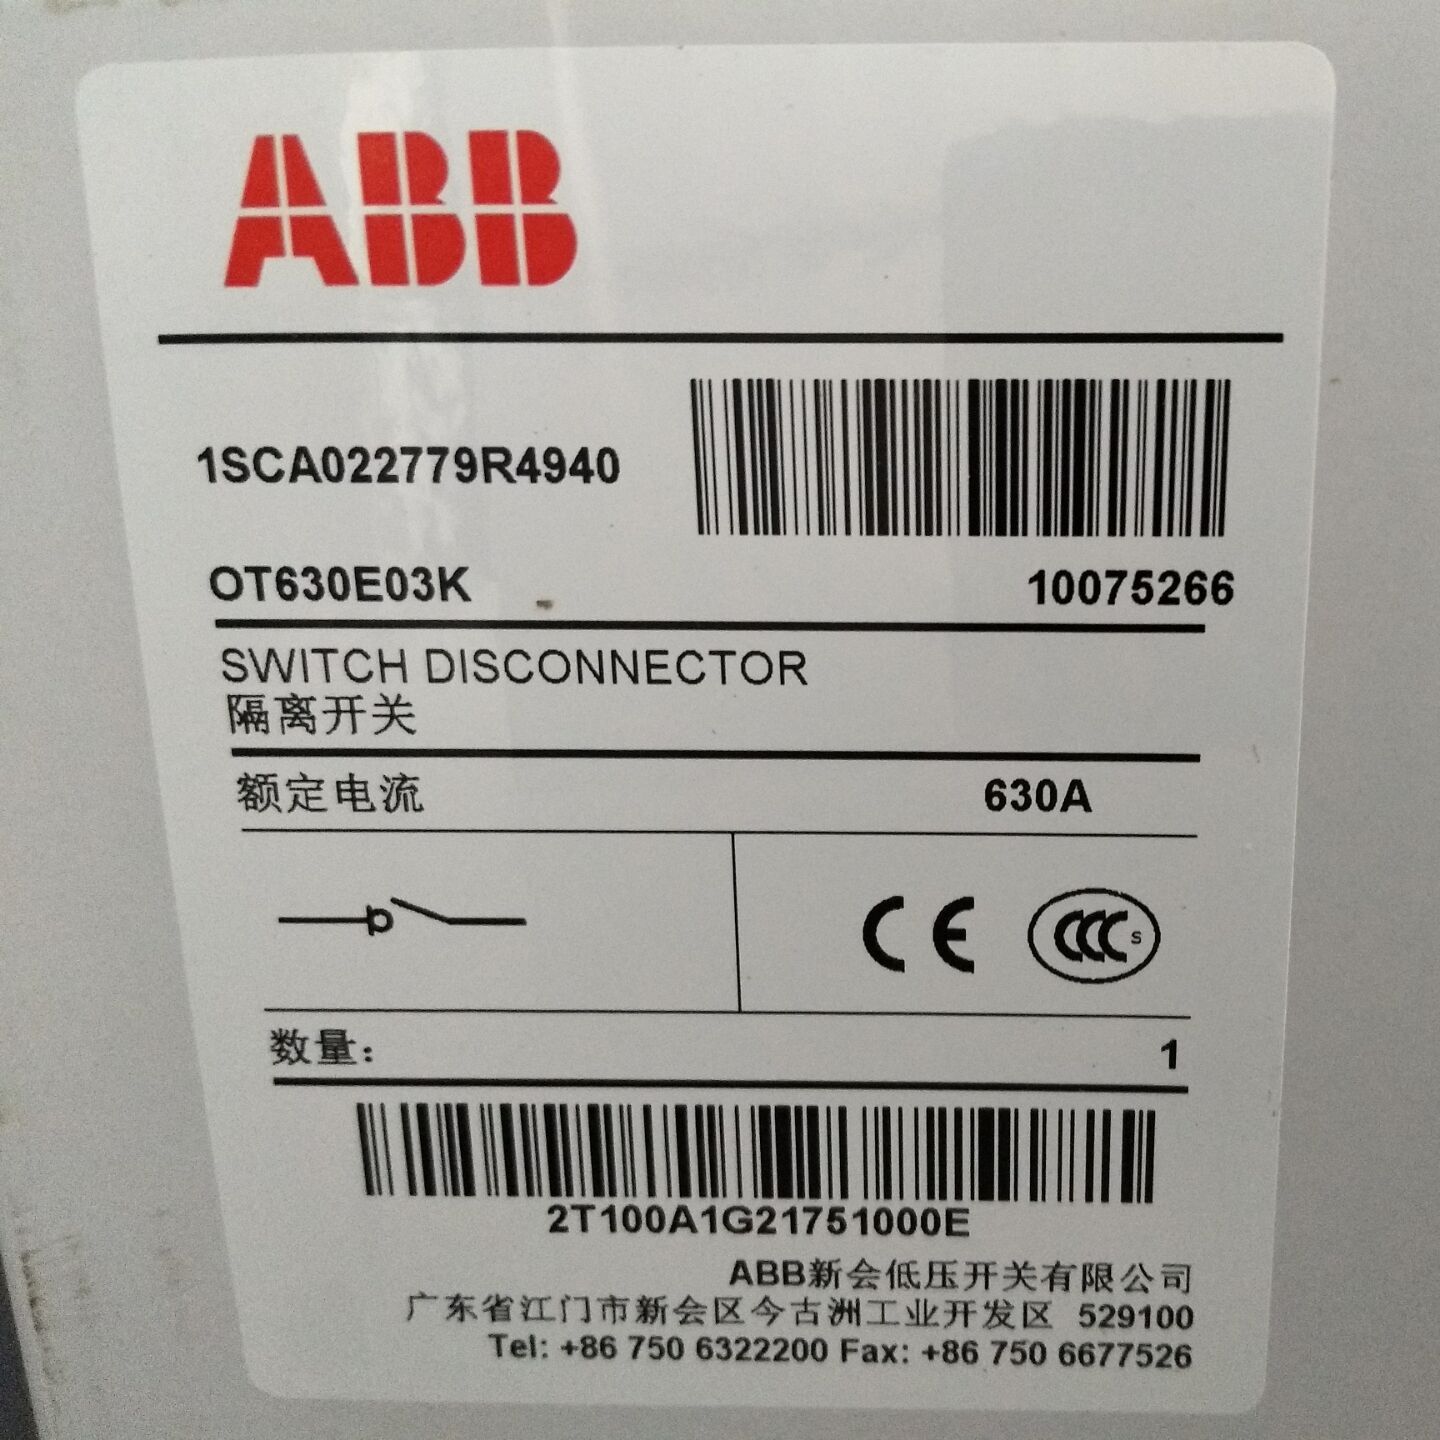 ABB
1SCA022779R4940
OT630E03K 10075266
SWITCH DISCONNECTOR
隔离开关
额定电流 630A
CE CCC S
数量： 1
2T100A1G21751000E
ABB新会低压开关有限公司
广东省江门市新会区今古洲工业开发区 529100
Tel: +86 750 6322200 Fax: +86 750 6677526